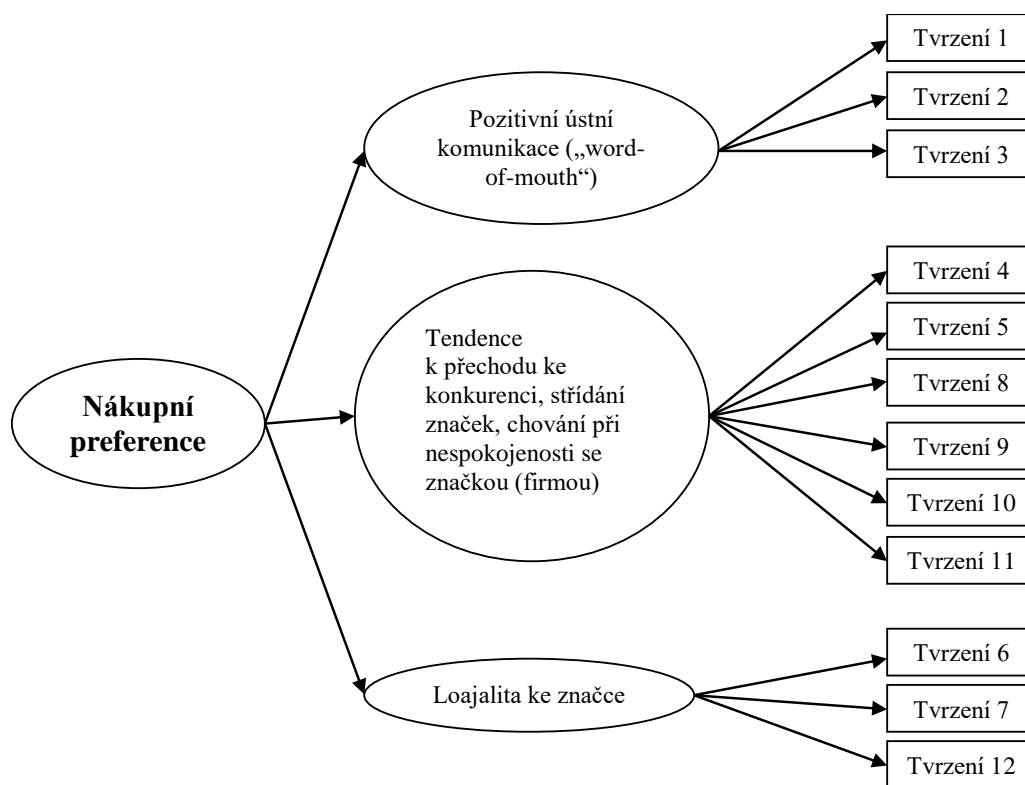 Nákupní
preference
Pozitivní ústní
komunikace („word-
of-mouth“)
Tvrzení 1
Tvrzení 2
Tvrzení 3
Tendence
k přechodu ke
konkurenci, střídání
značek, chování při
nespokojenosti se
značkou (firmou)
Tvrzení 4
Tvrzení 5
Tvrzení 8
Tvrzení 9
Tvrzení 10
Tvrzení 11
Loajalita ke značce
Tvrzení 6
Tvrzení 7
Tvrzení 12